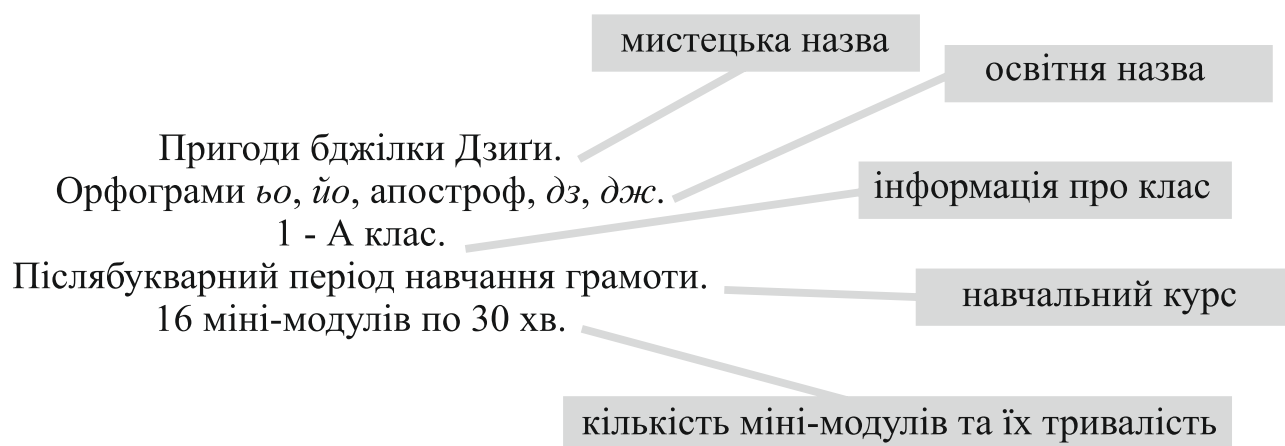 мистецька назва
освітня назва
Пригоди бджілки Дзиґи.
Орфограми ьо, йо, апостроф, дз, дж.
інформація про клас
1 - А клас.
Післябукварний період навчання грамоти.
навчальний курс
16 міні-модулів по 30 хв.
кількість міні-модулів та їх тривалість